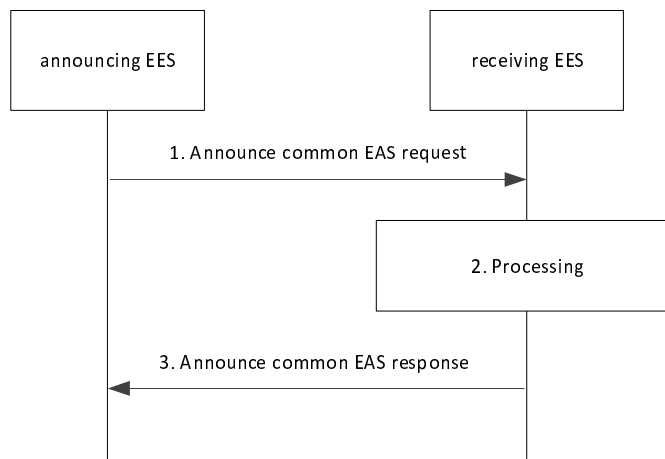 announcing EES
receiving EES
1. Announce common EAS request
2. Processing
3. Announce common EAS response